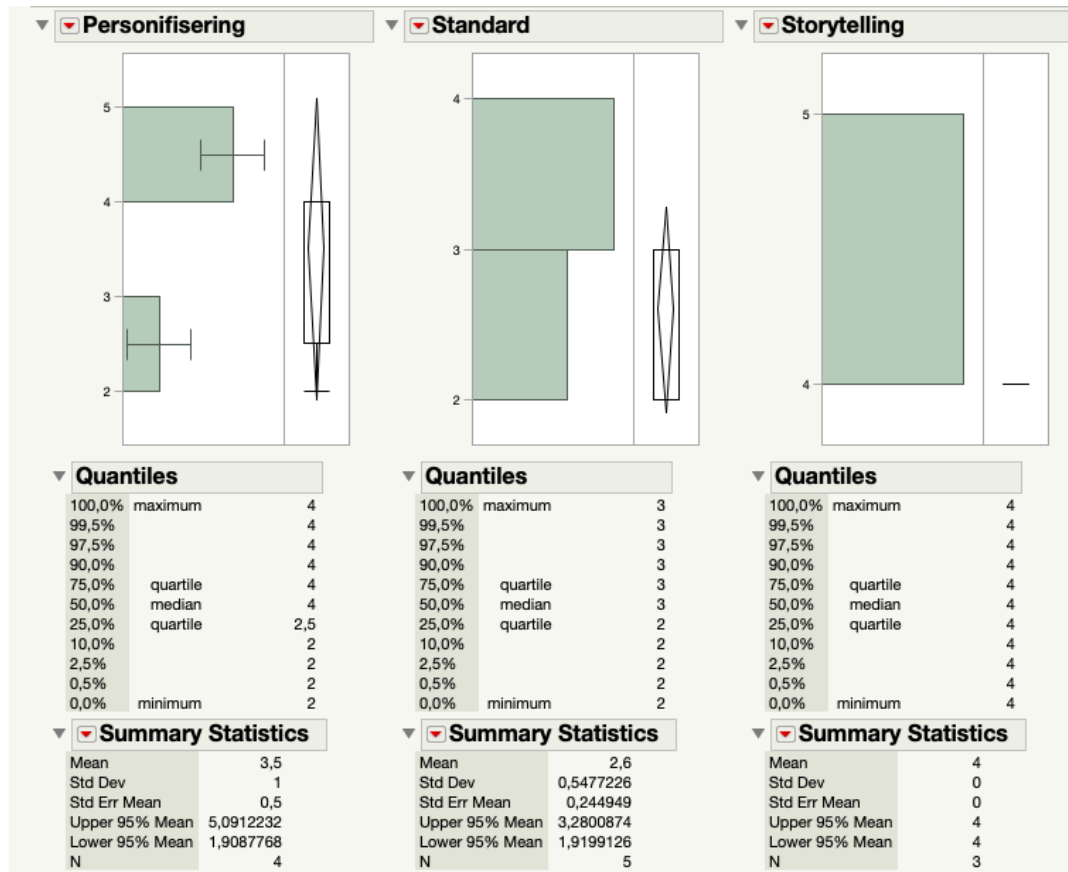 Personifisering
5
4
3
2
Quantiles
100,0% maximum 4
99,5% 4
97,5% 4
90,0% 4
75,0% quartile 4
50,0% median 4
25,0% quartile 2,5
10,0% 2
2,5% 2
0,5% 2
0,0% minimum 2
Summary Statistics
Mean 3,5
Std Dev 1
Std Err Mean 0,5
Upper 95% Mean 5,0912232
Lower 95% Mean 1,9087768
N 4
Standard
4
3
2
Quantiles
100,0% maximum 3
99,5% 3
97,5% 3
90,0% 3
75,0% quartile 3
50,0% median 3
25,0% quartile 2
10,0% 2
2,5% 2
0,5% 2
0,0% minimum 2
Summary Statistics
Mean 2,6
Std Dev 0,5477226
Std Err Mean 0,244949
Upper 95% Mean 3,2800874
Lower 95% Mean 1,9199126
N 5
Storytelling
5
4
Quantiles
100,0% maximum 4
99,5% 4
97,5% 4
90,0% 4
75,0% quartile 4
50,0% median 4
25,0% quartile 4
10,0% 4
2,5% 4
0,5% 4
0,0% minimum 4
Summary Statistics
Mean 4
Std Dev 0
Std Err Mean 0
Upper 95% Mean 4
Lower 95% Mean 4
N 3